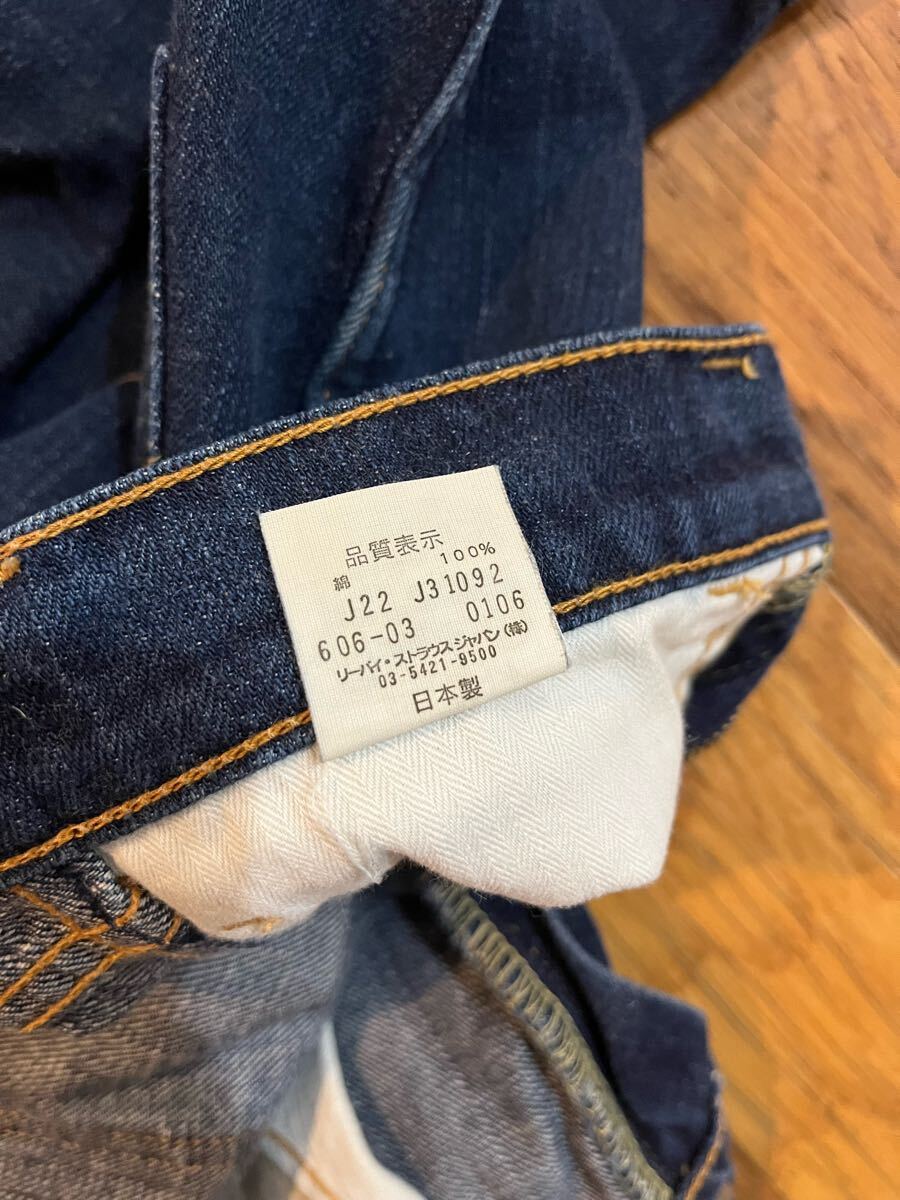 品質表示
綿 100%
J22 J31092
606-03 0106
リーバイ・ストラウス ジャパン(株)
03-5421-9500
日本製